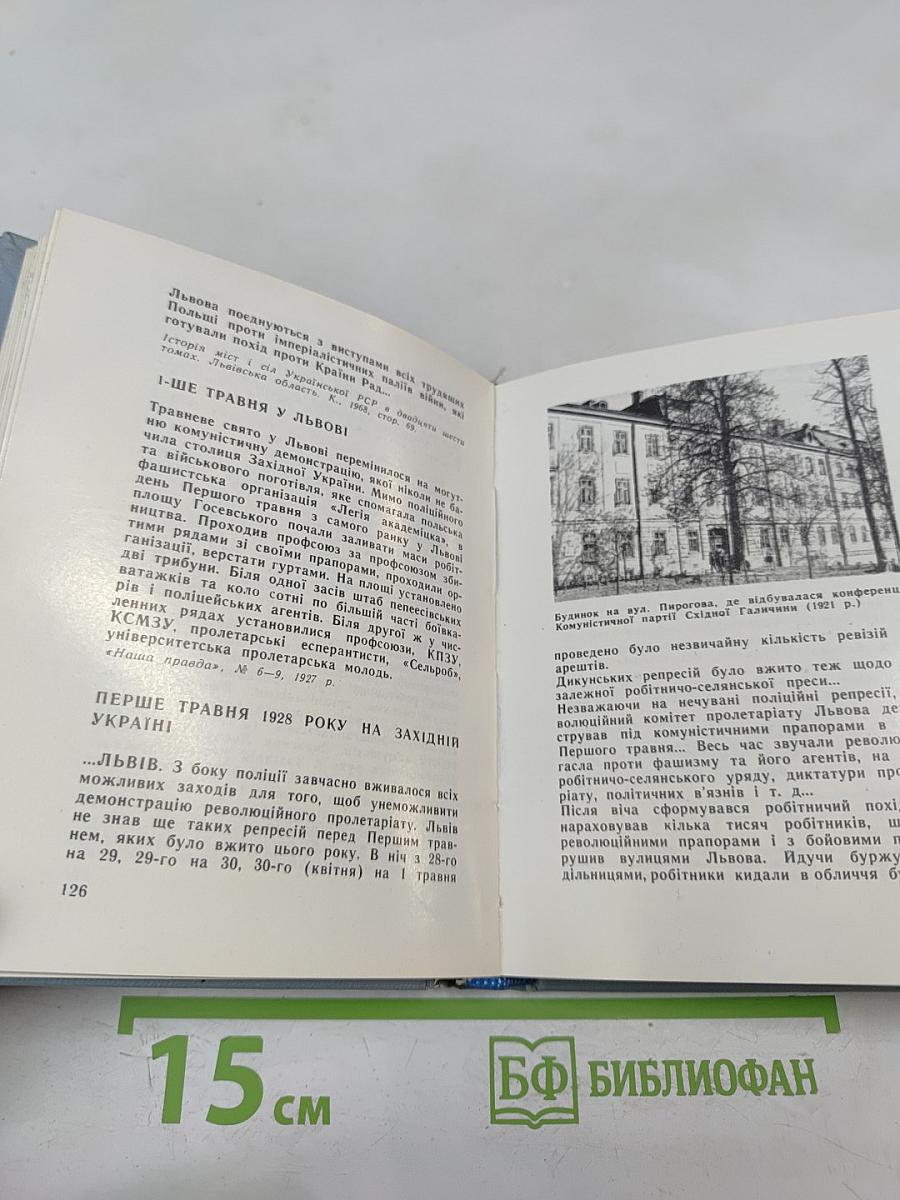 Львова поєднуються з виступами всіх трудящих
Польщі проти імперіалістичних паліїв війни, які
готували похід проти Країни Рад...
Історія міст і сіл Української РСР в двадцяти шести
томах. Львівська область. К., 1968, стор. 69.
1-ШЕ ТРАВНЯ У ЛЬВОВІ
Травневе свято у Львові перемінилося на могут-
ню комуністичну демонстрацію, якої ніколи не ба-
чила столиця Західної України. Мимо поліційного
та військового поготівля, яке спомагала польська
фашистська організація «Легія академіцка», в
день Першого травня з самого ранку у Львові
площу Госевського почали заливати маси робіт-
ництва. Проходив профсоюз за профсоюзом зби-
тими рядами зі своїми прапорами, проходили ор-
ганізації, верстати гуртами. На площі установлено
дві трибуни. Біля одної засів штаб пепеесівських
ватажків та коло сотні по більшій часті боївка-
рів і поліцейських агентів. Біля другої ж у чис-
ленних рядах установилися профсоюзи, КПЗУ,
КСМЗУ, пролетарські есперантисти, «Сельроб»,
університетська пролетарська молодь.
«Наша правда», № 6—9, 1927 р.
ПЕРШЕ ТРАВНЯ 1928 РОКУ НА ЗАХІДНІЙ
УКРАЇНІ
...ЛЬВІВ. З боку поліції завчасно вживалося всіх
можливих заходів для того, щоб унеможливити
демонстрацію революційного пролетаріату. Львів
не знав ще таких репресій перед Першим трав-
нем, яких було вжито цього року. В ніч з 28-го
на 29, 29-го на 30, 30-го (квітня) на 1 травня
126
Будинок на вул. Пирогова, де відбувалася конференц
Комуністичної партії Східної Галичини (1921 р.)
проведено було незвичайну кількість ревізій
арештів.
Дикунських репресій було вжито теж щодо
залежної робітничо-селянської преси...
Незважаючи на нечувані поліційні репресії,
волюційний комітет пролетаріату Львова де
стрував під комуністичними прапорами в
Першого травня... Весь час звучали револю
гасла проти фашизму та його агентів, на
робітничо-селянського уряду, диктатури про
ріату, політичних в'язнів і т. д...
Після віча сформувався робітничий похі
нараховував кілька тисяч робітників, щ
революційними прапорами і з бойовими п
рушив вулицями Львова. Йдучи буржу
дільницями, робітники кидали в обличчя б
15 см
БФ БИБЛИОФАН